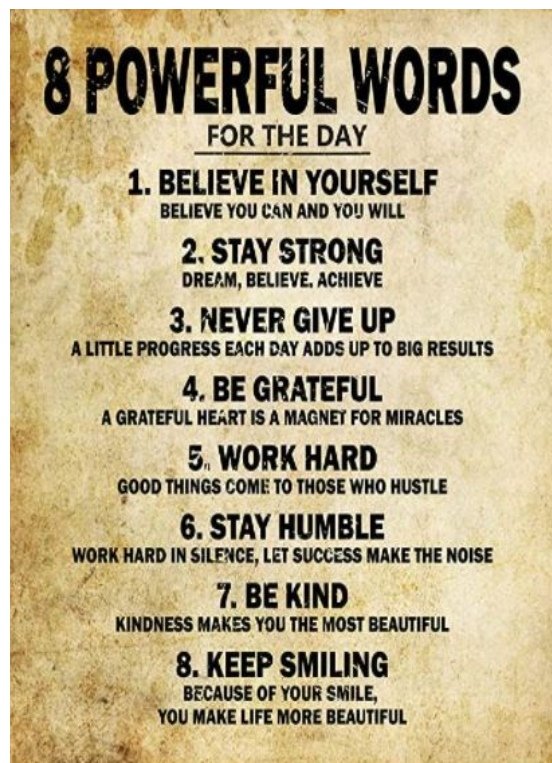 8 POWERFUL WORDS
FOR THE DAY
1. BELIEVE IN YOURSELF
BELIEVE YOU CAN AND YOU WILL
2. STAY STRONG
DREAM, BELIEVE. ACHIEVE
3. NEVER GIVE UP
A LITTLE PROGRESS EACH DAY ADDS UP TO BIG RESULTS
4. BE GRATEFUL
A GRATEFUL HEART IS A MAGNET FOR MIRACLES
5. WORK HARD
GOOD THINGS COME TO THOSE WHO HUSTLE
6. STAY HUMBLE
WORK HARD IN SILENCE, LET SUCCESS MAKE THE NOISE
7. BE KIND
KINDNESS MAKES YOU THE MOST BEAUTIFUL
8. KEEP SMILING
BECAUSE OF YOUR SMILE,
YOU MAKE LIFE MORE BEAUTIFUL